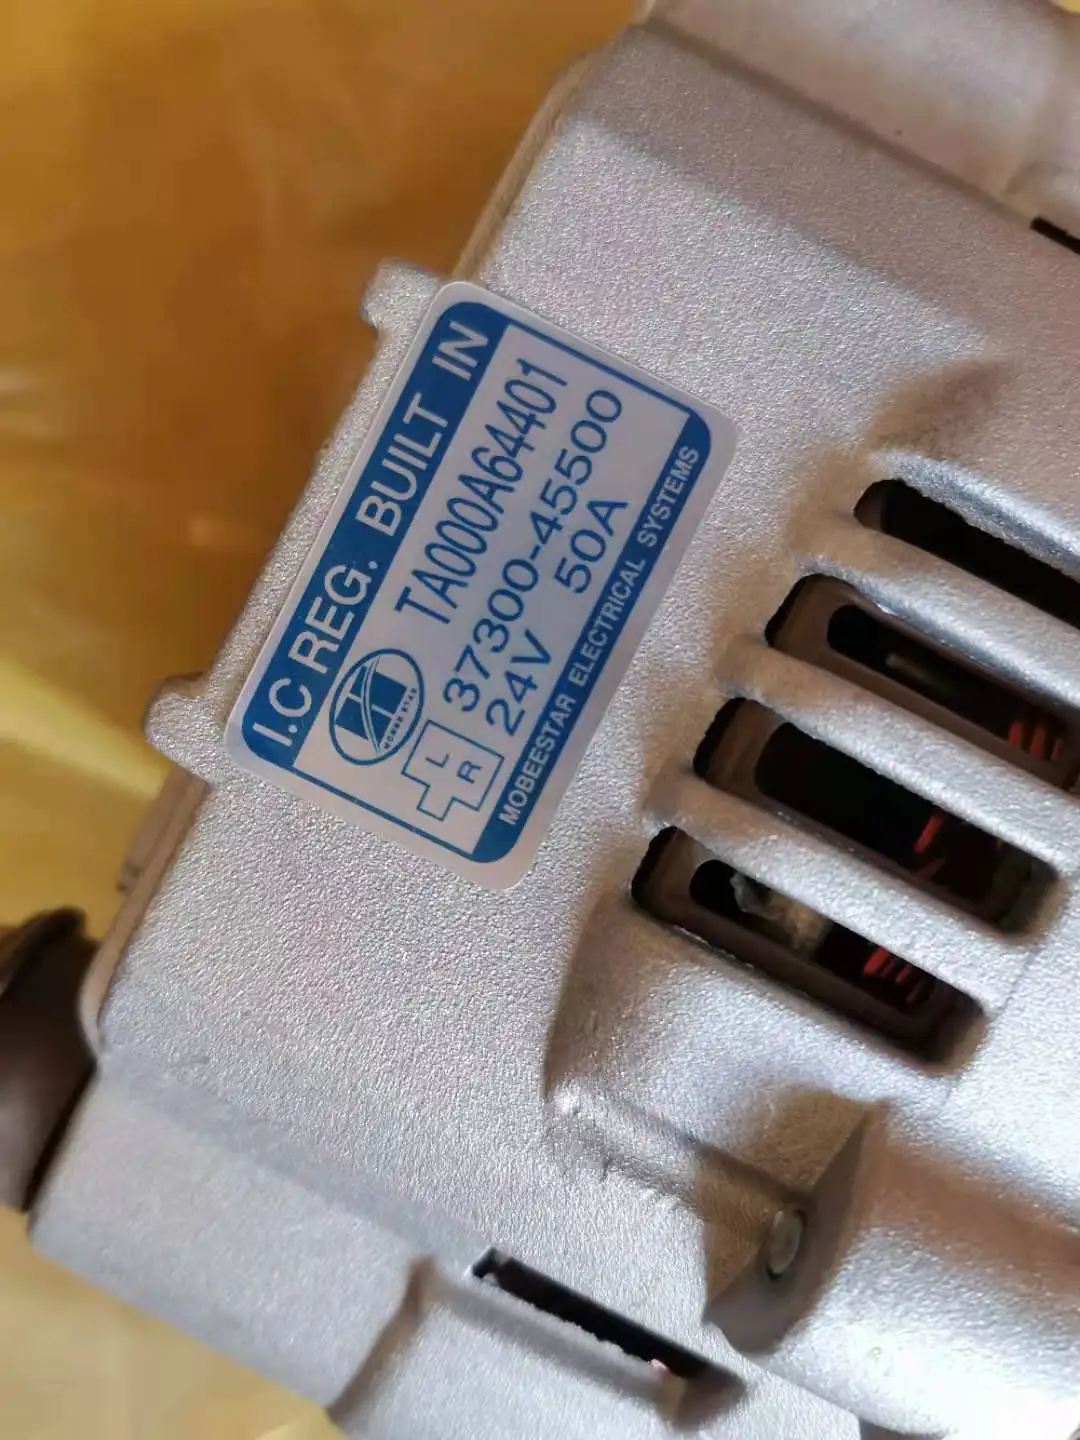 I.C REG. BUILT IN
TA000A64401
37300-45500
24V 50A
L
R
MOBEESTAR ELECTRICAL SYSTEMS